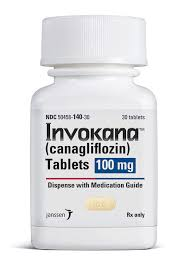 NDC 50458-140-30 30 tablets
Invokana™
(canagliflozin)
Tablets 100 mg
Dispense with Medication Guide
janssen Rx only